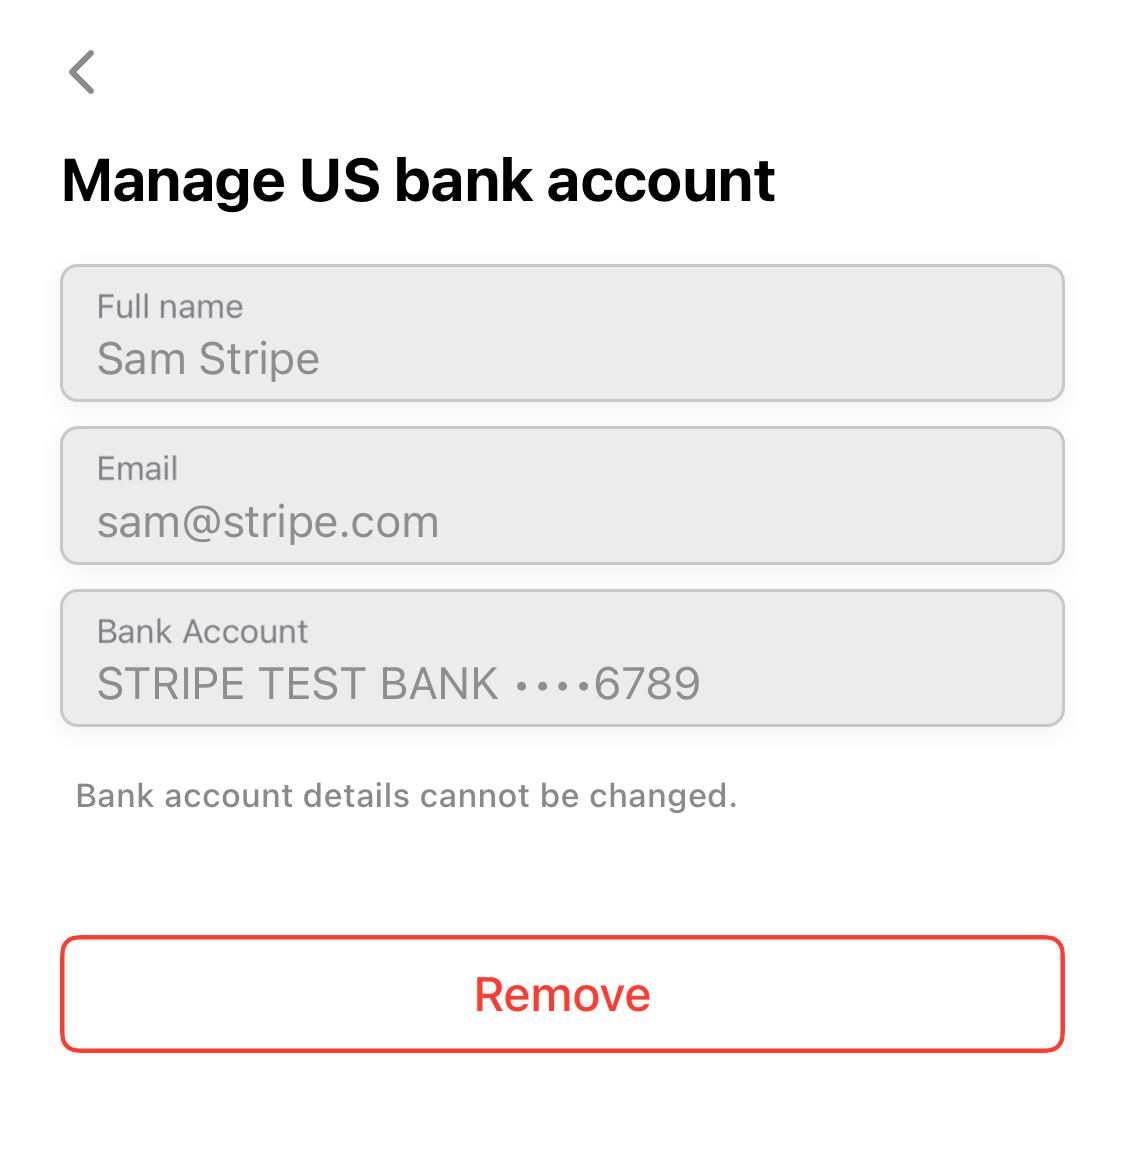 Manage US bank account
Full name
Sam Stripe
Email
sam@stripe.com
Bank Account
STRIPE TEST BANK ••••6789
Bank account details cannot be changed.
Remove